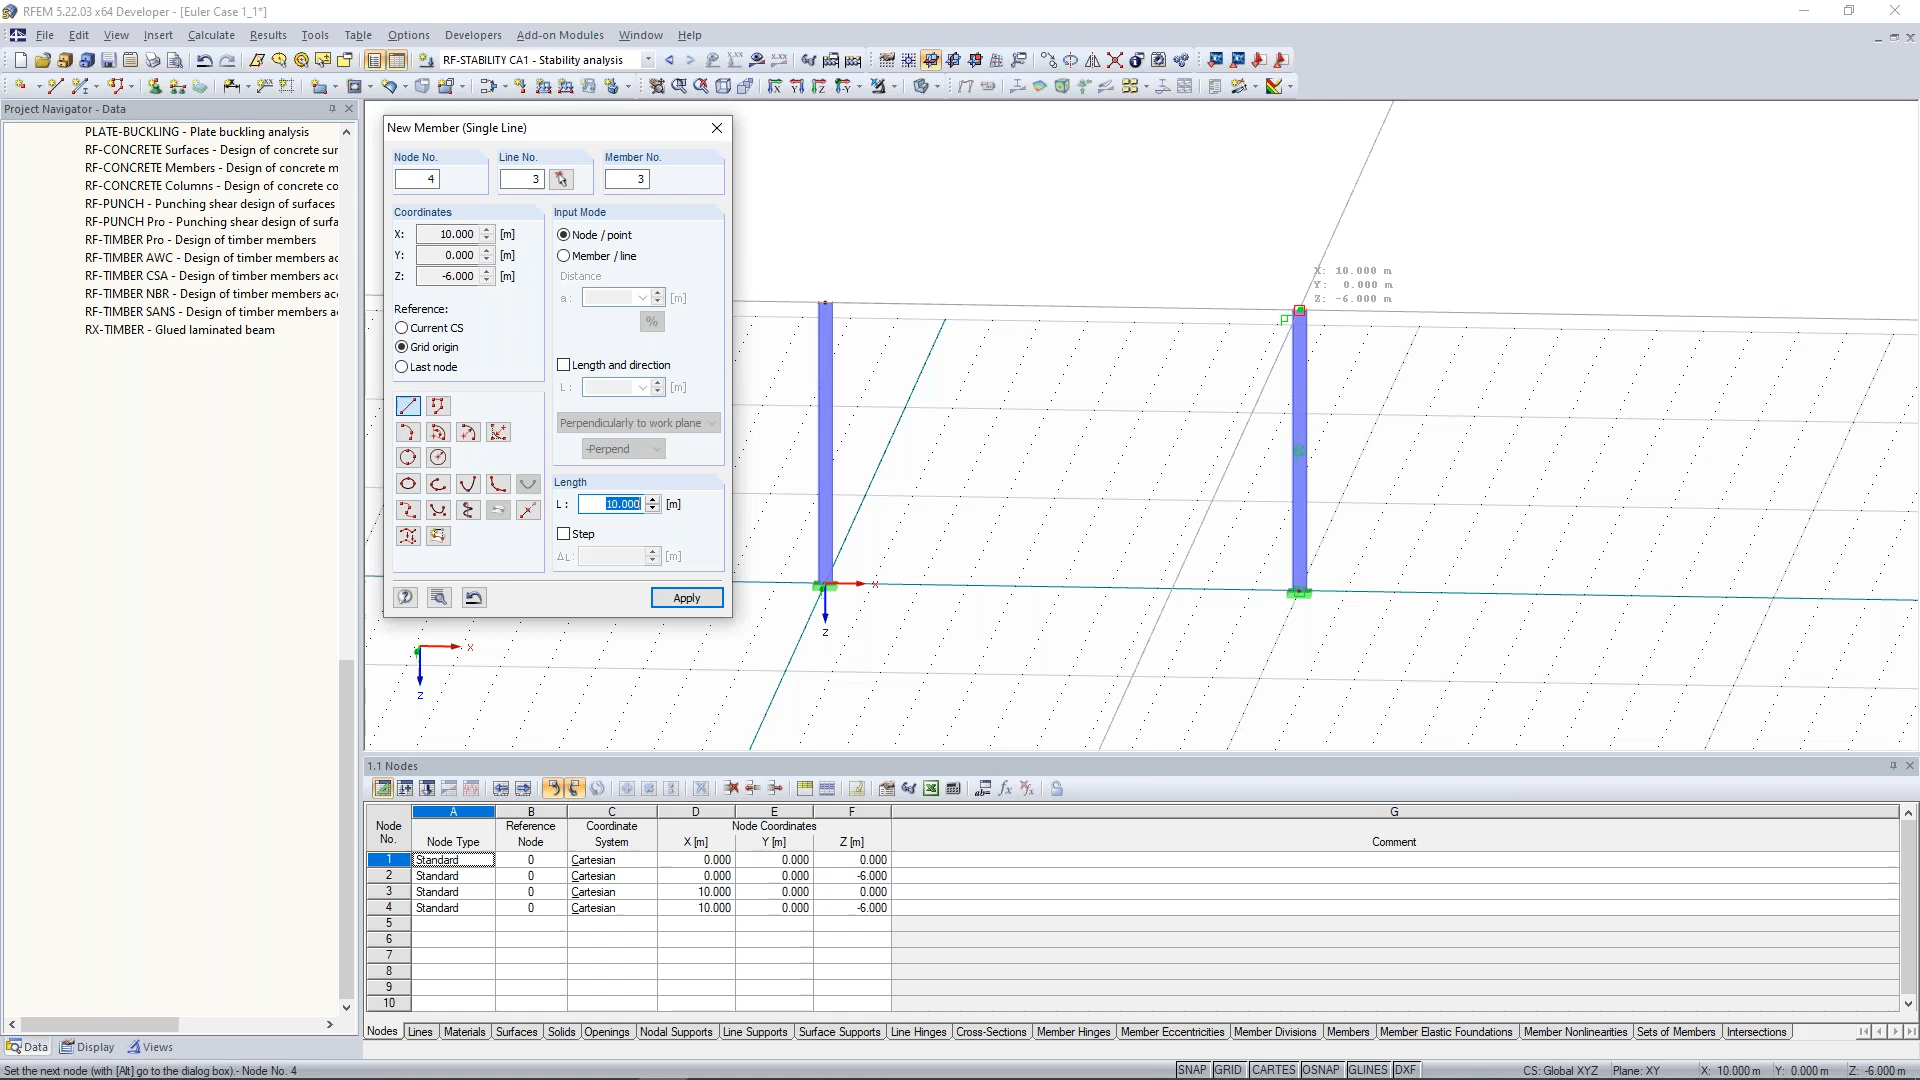 RFEM 5.22.03 x64 Developer - [Euler Case 1_1*]
File Edit View Insert Calculate Results Tools Table Options Developers Add-on Modules Window Help
RF-STABILITY CA1 - Stability analysis
Project Navigator - Data
PLATE-BUCKLING - Plate buckling analysis
RF-CONCRETE Surfaces - Design of concrete sur
RF-CONCRETE Members - Design of concrete m
RF-CONCRETE Columns - Design of concrete co
RF-PUNCH - Punching shear design of surfaces
RF-PUNCH Pro - Punching shear design of surfa
RF-TIMBER Pro - Design of timber members
RF-TIMBER AWC - Design of timber members ac
RF-TIMBER CSA - Design of timber members acc
RF-TIMBER NBR - Design of timber members acc
RF-TIMBER SANS - Design of timber members a
RX-TIMBER - Glued laminated beam
Data Display Views
New Member (Single Line)
Node No. Line No. Member No.
4 3 3
Coordinates
X: 10.000 [m]
Y: 0.000 [m]
Z: -6.000 [m]
Reference:
Current CS
Grid origin
Last node
Input Mode
Node / point
Member / line
Distance
a: [m]
%
Length and direction
L: [m]
Perpendicularly to work plane
-Perpend
Length
L: 10.000 [m]
Step
ΔL: [m]
Apply
X: 10.000 m
Y: 0.000 m
Z: -6.000 m
x
z
x
z
1.1 Nodes
A B C D E F G
Node Reference Coordinate Node Coordinates
No. Node Type Node System X [m] Y [m] Z [m] Comment
1 Standard 0 Cartesian 0.000 0.000 0.000
2 Standard 0 Cartesian 0.000 0.000 -6.000
3 Standard 0 Cartesian 10.000 0.000 0.000
4 Standard 0 Cartesian 10.000 0.000 -6.000
5
6
7
8
9
10
Nodes Lines Materials Surfaces Solids Openings Nodal Supports Line Supports Surface Supports Line Hinges Cross-Sections Member Hinges Member Eccentricities Member Divisions Members Member Elastic Foundations Member Nonlinearities Sets of Members Intersections
Set the next node (with [Alt] go to the dialog box).- Node No. 4
SNAP GRID CARTES OSNAP GLINES DXF CS: Global XYZ Plane: XY X: 10.000 m Y: 0.000 m Z: -6.000 m